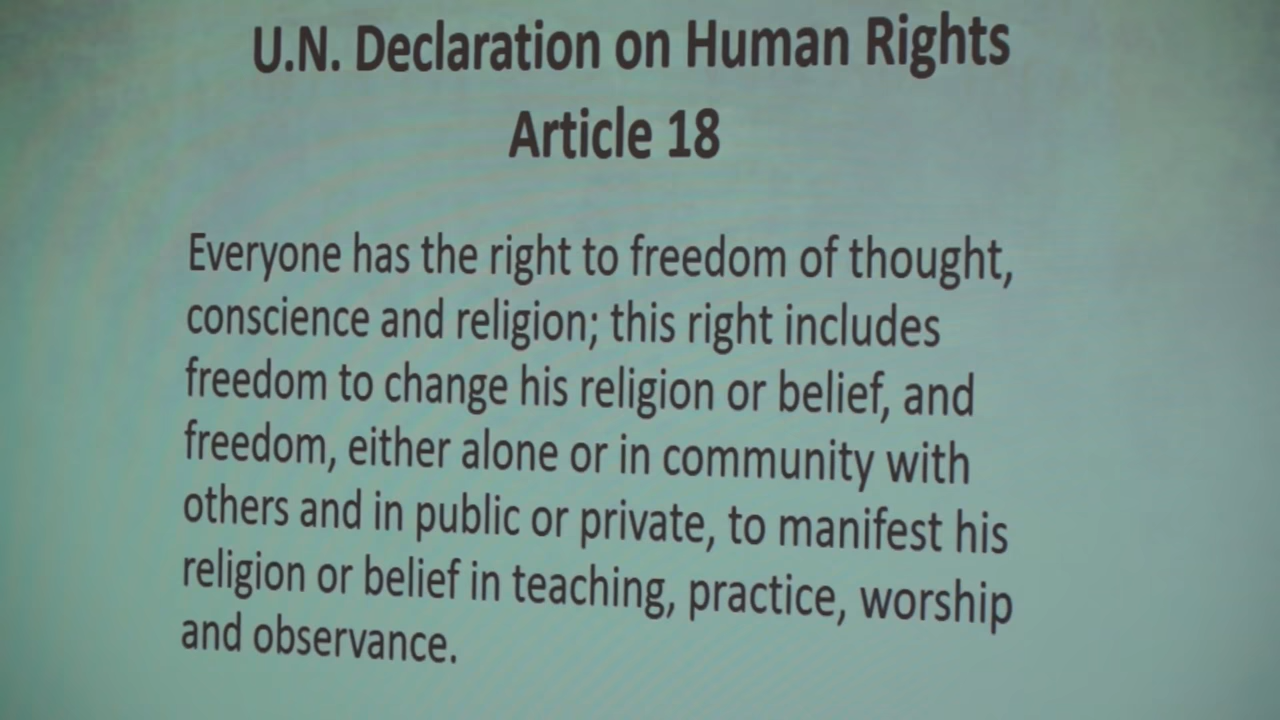 U.N. Declaration on Human Rights
Article 18
Everyone has the right to freedom of thought,
conscience and religion; this right includes
freedom to change his religion or belief, and
freedom, either alone or in community with
others and in public or private, to manifest his
religion or belief in teaching, practice, worship
and observance.